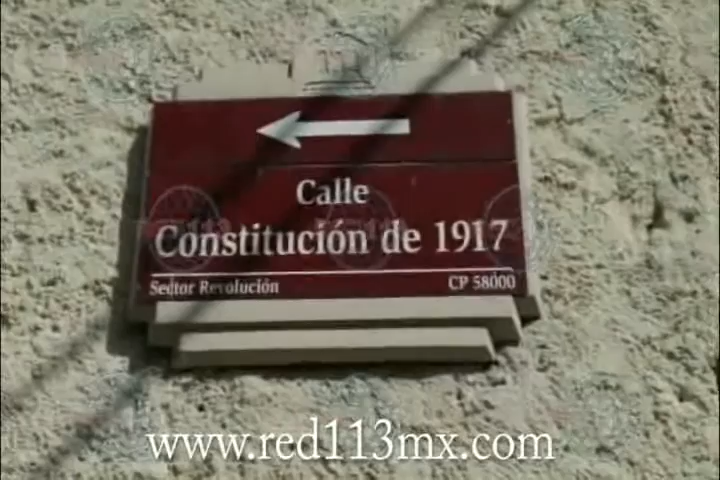 Calle
Constitución de 1917
Sector Revolución CP 58000
www.red113mx.com